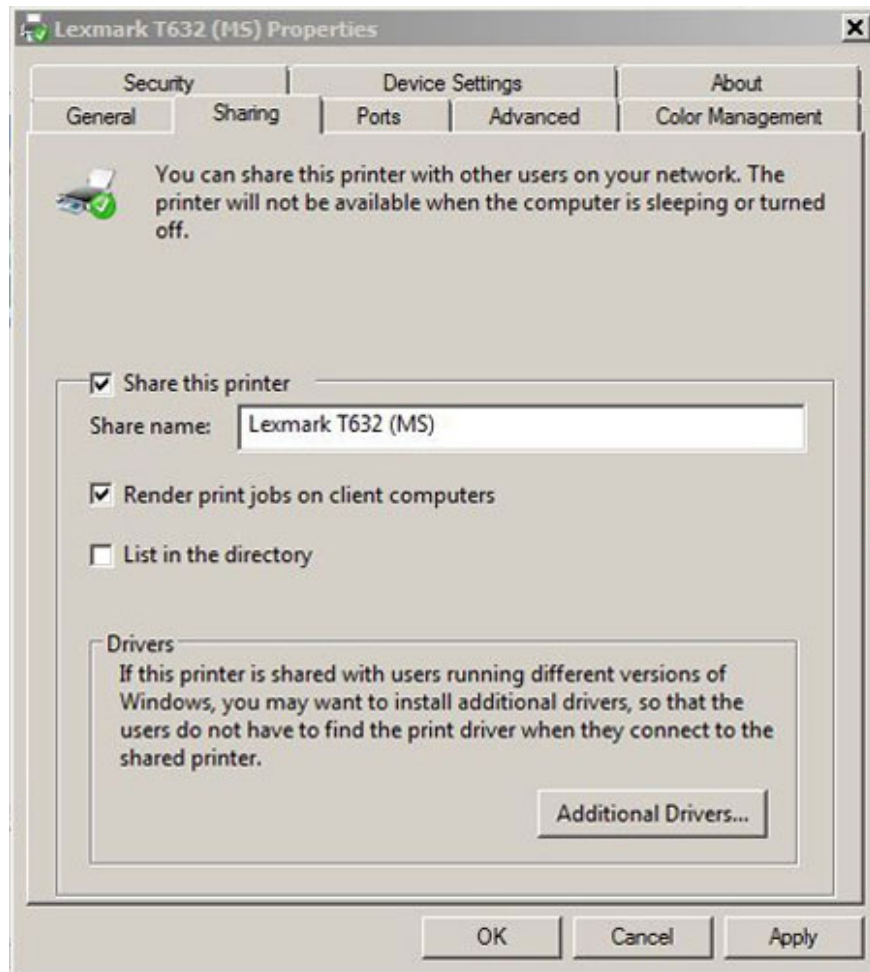 Lexmark T632 (MS) Properties
Security Device Settings About
General Sharing Ports Advanced Color Management
You can share this printer with other users on your network. The
printer will not be available when the computer is sleeping or turned
off.
Share this printer
Share name: Lexmark T632 (MS)
Render print jobs on client computers
List in the directory
Drivers
If this printer is shared with users running different versions of
Windows, you may want to install additional drivers, so that the
users do not have to find the print driver when they connect to the
shared printer.
Additional Drivers...
OK Cancel Apply